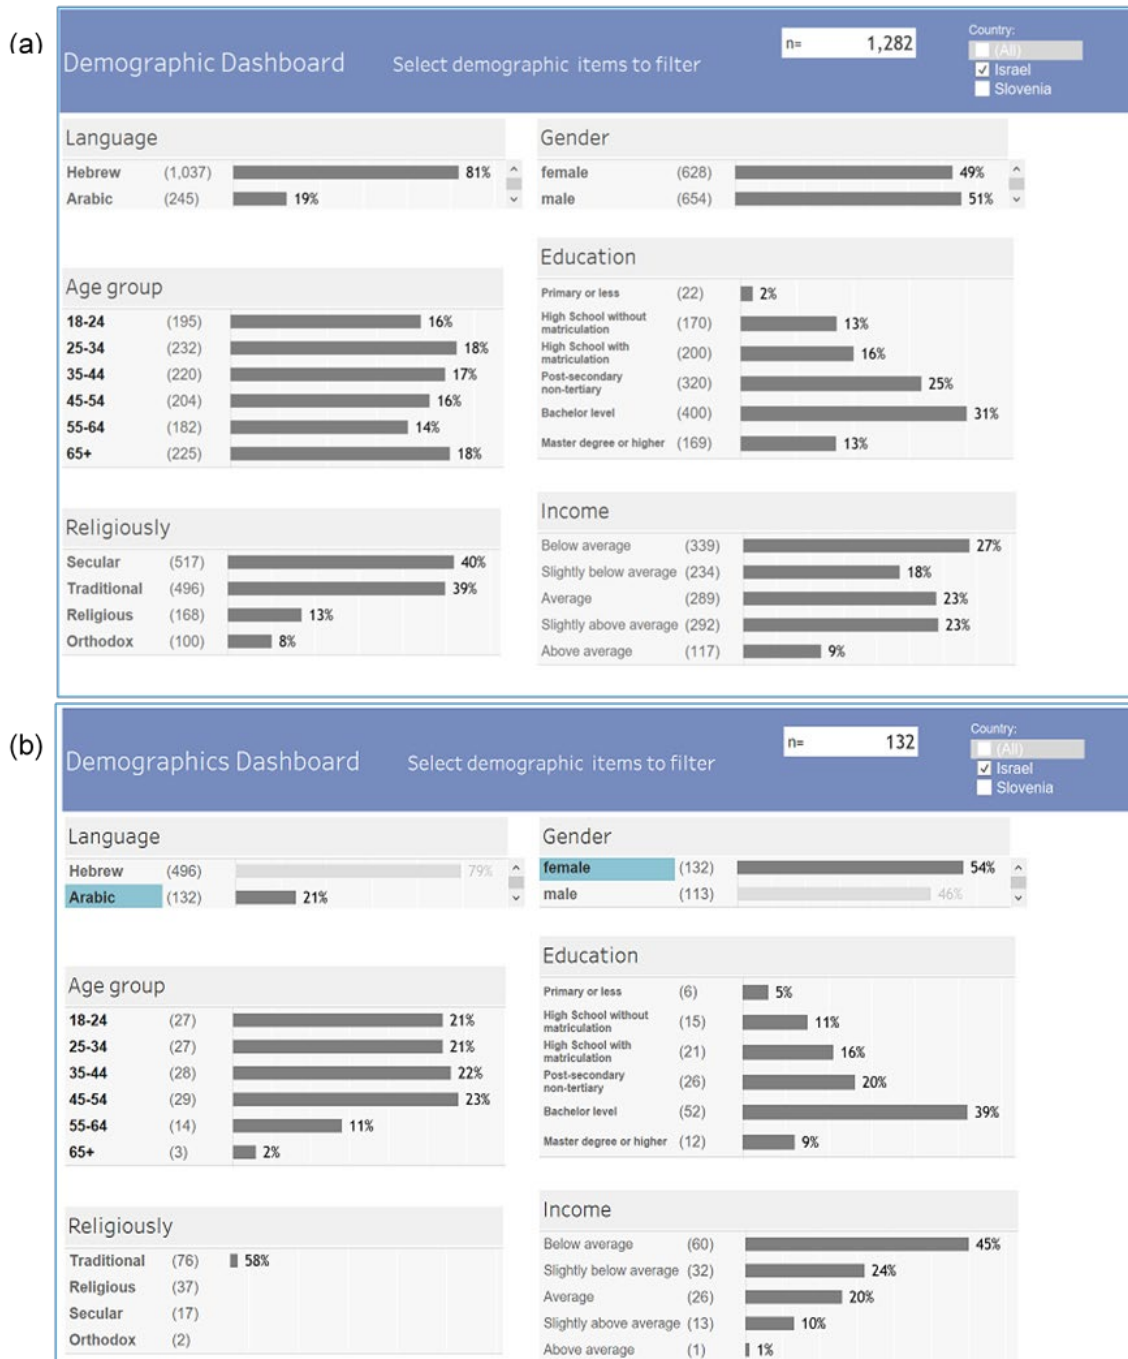 (a)
Demographic Dashboard Select demographic items to filter
n= 1,282
Country:
(All)
Israel
Slovenia
Language
Hebrew (1,037) 81%
Arabic (245) 19%
Gender
female (628) 49%
male (654) 51%
Age group
18-24 (195) 16%
25-34 (232) 18%
35-44 (220) 17%
45-54 (204) 16%
55-64 (182) 14%
65+ (225) 18%
Education
Primary or less (22) 2%
High School without
matriculation (170) 13%
High School with
matriculation (200) 16%
Post-secondary
non-tertiary (320) 25%
Bachelor level (400) 31%
Master degree or higher (169) 13%
Religiously
Secular (517) 40%
Traditional (496) 39%
Religious (168) 13%
Orthodox (100) 8%
Income
Below average (339) 27%
Slightly below average (234) 18%
Average (289) 23%
Slightly above average (292) 23%
Above average (117) 9%
(b)
Demographics Dashboard Select demographic items to filter
n= 132
Country:
(All)
Israel
Slovenia
Language
Hebrew (496) 79%
Arabic (132) 21%
Gender
female (132) 54%
male (113) 46%
Age group
18-24 (27) 21%
25-34 (27) 21%
35-44 (28) 22%
45-54 (29) 23%
55-64 (14) 11%
65+ (3) 2%
Education
Primary or less (6) 5%
High School without
matriculation (15) 11%
High School with
matriculation (21) 16%
Post-secondary
non-tertiary (26) 20%
Bachelor level (52) 39%
Master degree or higher (12) 9%
Religiously
Traditional (76) 58%
Religious (37)
Secular (17)
Orthodox (2)
Income
Below average (60) 45%
Slightly below average (32) 24%
Average (26) 20%
Slightly above average (13) 10%
Above average (1) 1%